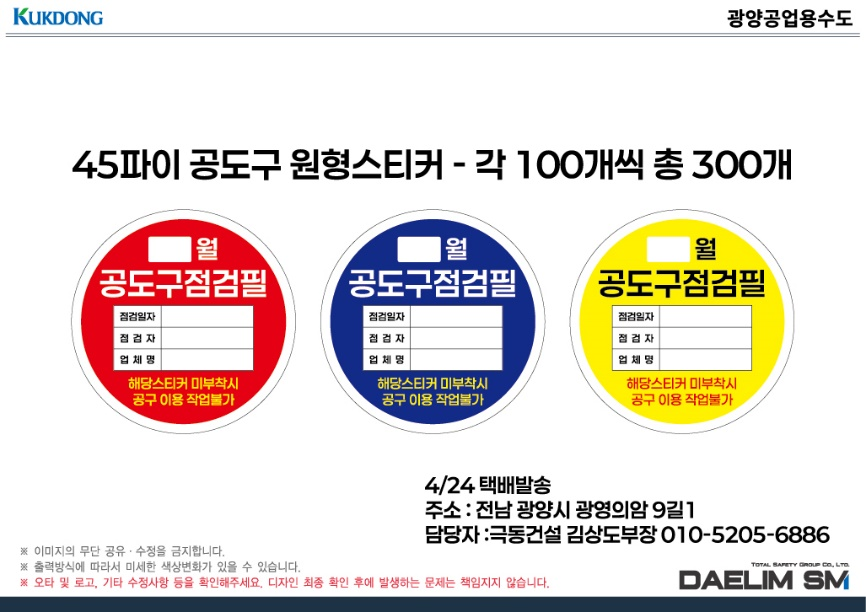 KUKDONG
광양공업용수도
45파이 공도구 원형스티커 - 각 100개씩 총 300개
월
공도구점검필
점검일자
점 검 자
업 체 명
해당스티커 미부착시
공구 이용 작업불가
월
공도구점검필
점검일자
점 검 자
업 체 명
해당스티커 미부착시
공구 이용 작업불가
월
공도구점검필
점검일자
점 검 자
업 체 명
해당스티커 미부착시
공구 이용 작업불가
4/24 택배발송
주소 : 전남 광양시 광영의암 9길1
담당자 :극동건설 김상도부장 010-5205-6886
※ 이미지의 무단 공유 · 수정을 금지합니다.
※ 출력방식에 따라서 미세한 색상변화가 있을 수 있습니다.
※ 오타 및 로고, 기타 수정사항 등을 확인해주세요. 디자인 최종 확인 후에 발생하는 문제는 책임지지 않습니다.
TOTAL SAFETY GROUP CO., LTD.
DAELIM SM